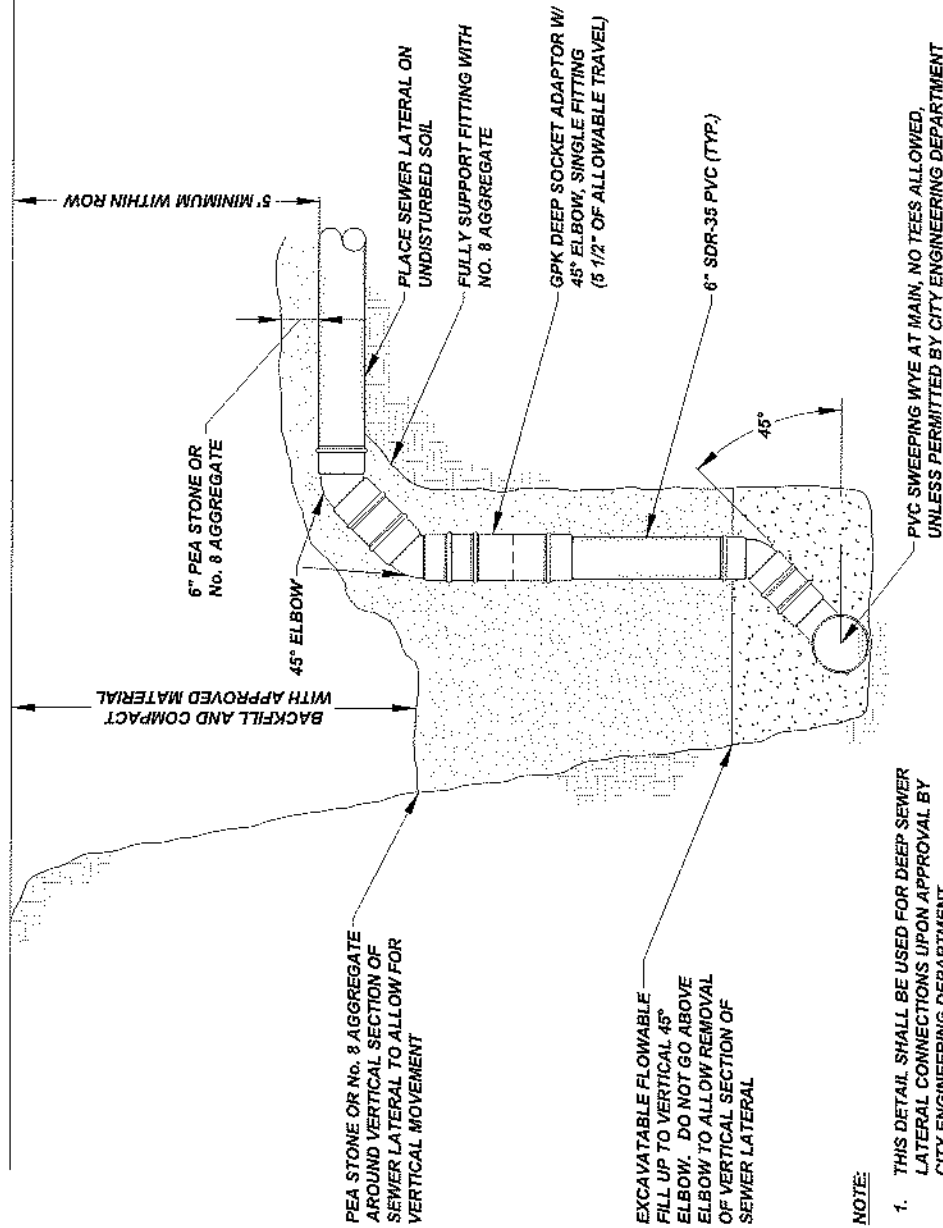 5' MINIMUM WITHIN ROW
6" PEA STONE OR
No. 8 AGGREGATE
PLACE SEWER LATERAL ON
UNDISTURBED SOIL
FULLY SUPPORT FITTING WITH
NO. 8 AGGREGATE
GPK DEEP SOCKET ADAPTOR W/
45° ELBOW, SINGLE FITTING
(5 1/2" OF ALLOWABLE TRAVEL)
6" SDR-35 PVC (TYP.)
45° ELBOW
BACKFILL AND COMPACT
WITH APPROVED MATERIAL
45°
PVC SWEEPING WYE AT MAIN, NO TEES ALLOWED,
UNLESS PERMITTED BY CITY ENGINEERING DEPARTMENT
PEA STONE OR No. 8 AGGREGATE
AROUND VERTICAL SECTION OF
SEWER LATERAL TO ALLOW FOR
VERTICAL MOVEMENT
EXCAVATABLE FLOWABLE
FILL UP TO VERTICAL 45°
ELBOW. DO NOT GO ABOVE
ELBOW TO ALLOW REMOVAL
OF VERTICAL SECTION OF
SEWER LATERAL
NOTE:
1. THIS DETAIL SHALL BE USED FOR DEEP SEWER
LATERAL CONNECTIONS UPON APPROVAL BY
CITY ENGINEERING DEPARTMENT